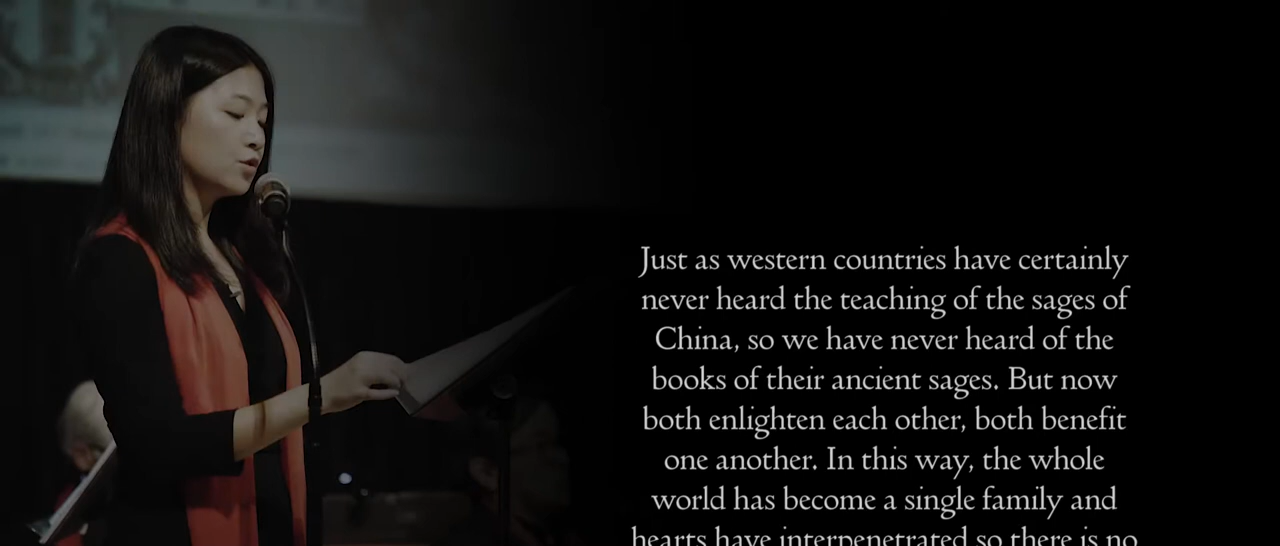 Just as western countries have certainly
never heard the teaching of the sages of
China, so we have never heard of the
books of their ancient sages. But now
both enlighten each other, both benefit
one another. In this way, the whole
world has become a single family and
hearts have interpenetrated so there is no